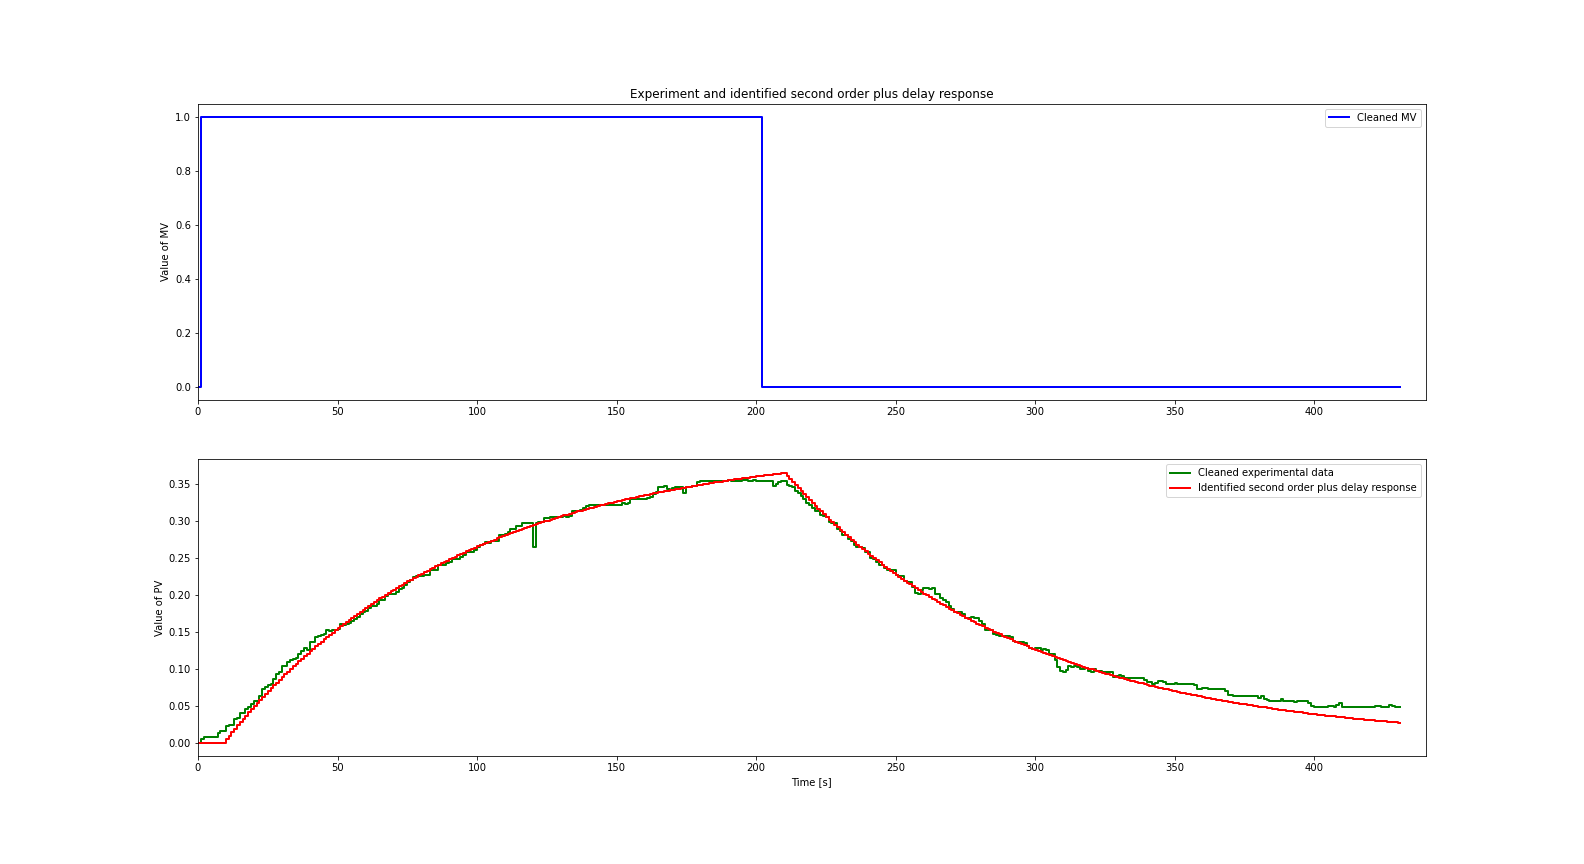 Experiment and identified second order plus delay response
Cleaned MV
Value of MV
1.0
0.8
0.6
0.4
0.2
0.0
0 50 100 150 200 250 300 350 400
Cleaned experimental data
Identified second order plus delay response
Value of PV
0.35
0.30
0.25
0.20
0.15
0.10
0.05
0.00
0 50 100 150 200 250 300 350 400
Time [s]